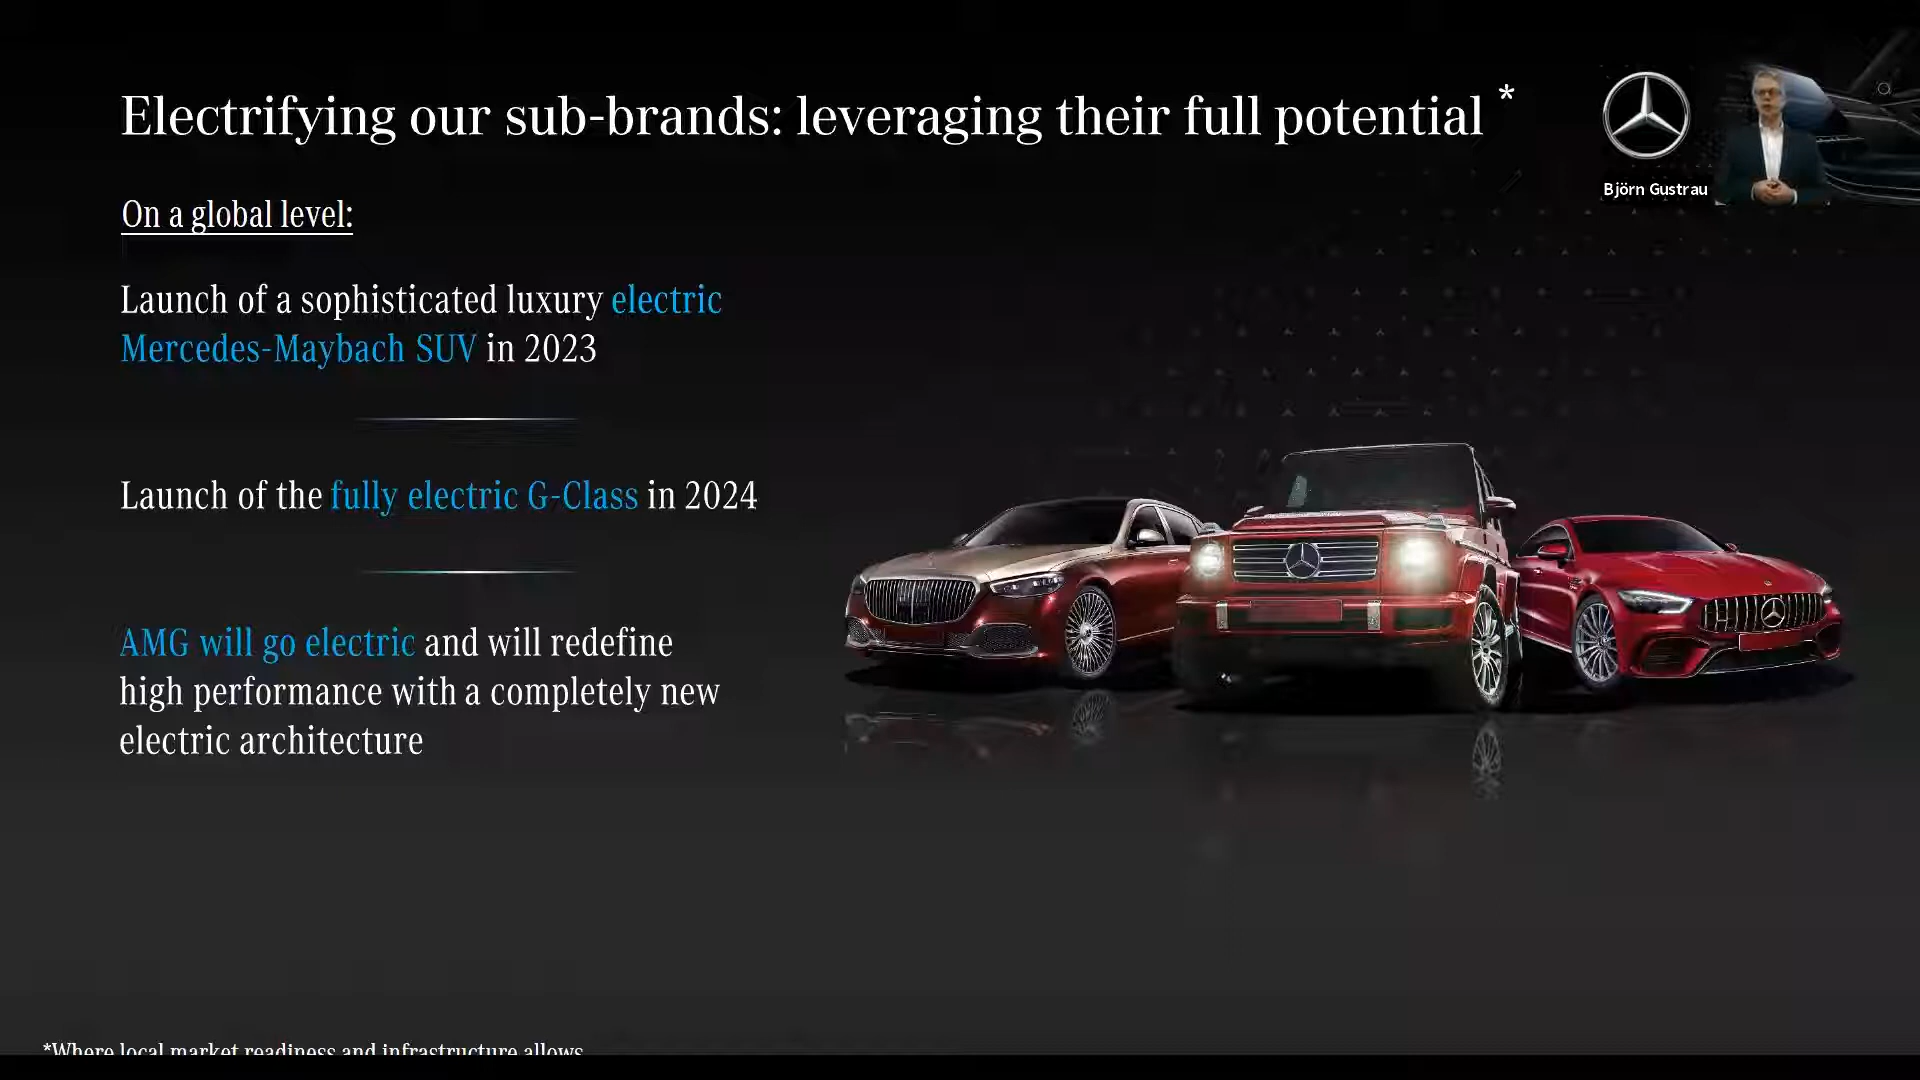 Electrifying our sub-brands: leveraging their full potential *
Björn Gustrau
On a global level:
Launch of a sophisticated luxury electric
Mercedes-Maybach SUV in 2023
Launch of the fully electric G-Class in 2024
AMG will go electric and will redefine
high performance with a completely new
electric architecture
*Where local market readiness and infrastructure allows